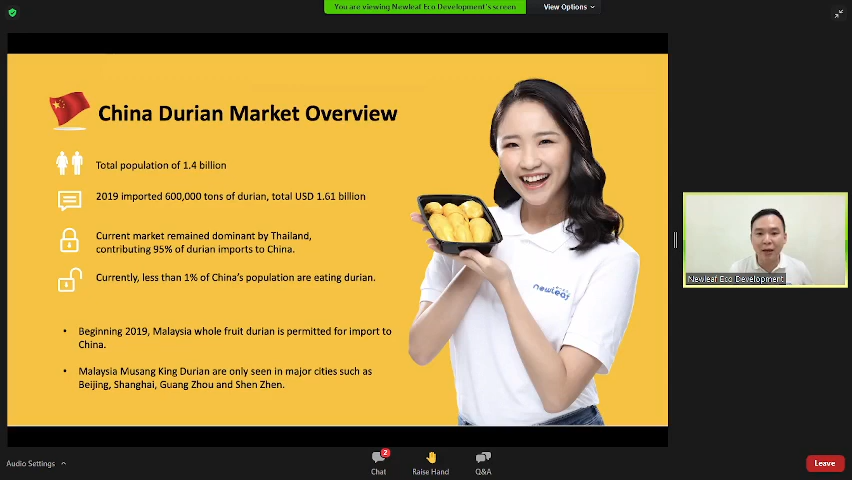 You are viewing Newleaf Eco Development's screen
View Options
China Durian Market Overview
Total population of 1.4 billion
2019 imported 600,000 tons of durian, total USD 1.61 billion
Current market remained dominant by Thailand,
contributing 95% of durian imports to China.
Currently, less than 1% of China's population are eating durian.
• Beginning 2019, Malaysia whole fruit durian is permitted for import to
China.
• Malaysia Musang King Durian are only seen in major cities such as
Beijing, Shanghai, Guang Zhou and Shen Zhen.
newleaf
Newleaf Eco Development
Audio Settings
2
Chat
Raise Hand
Q&A
Leave